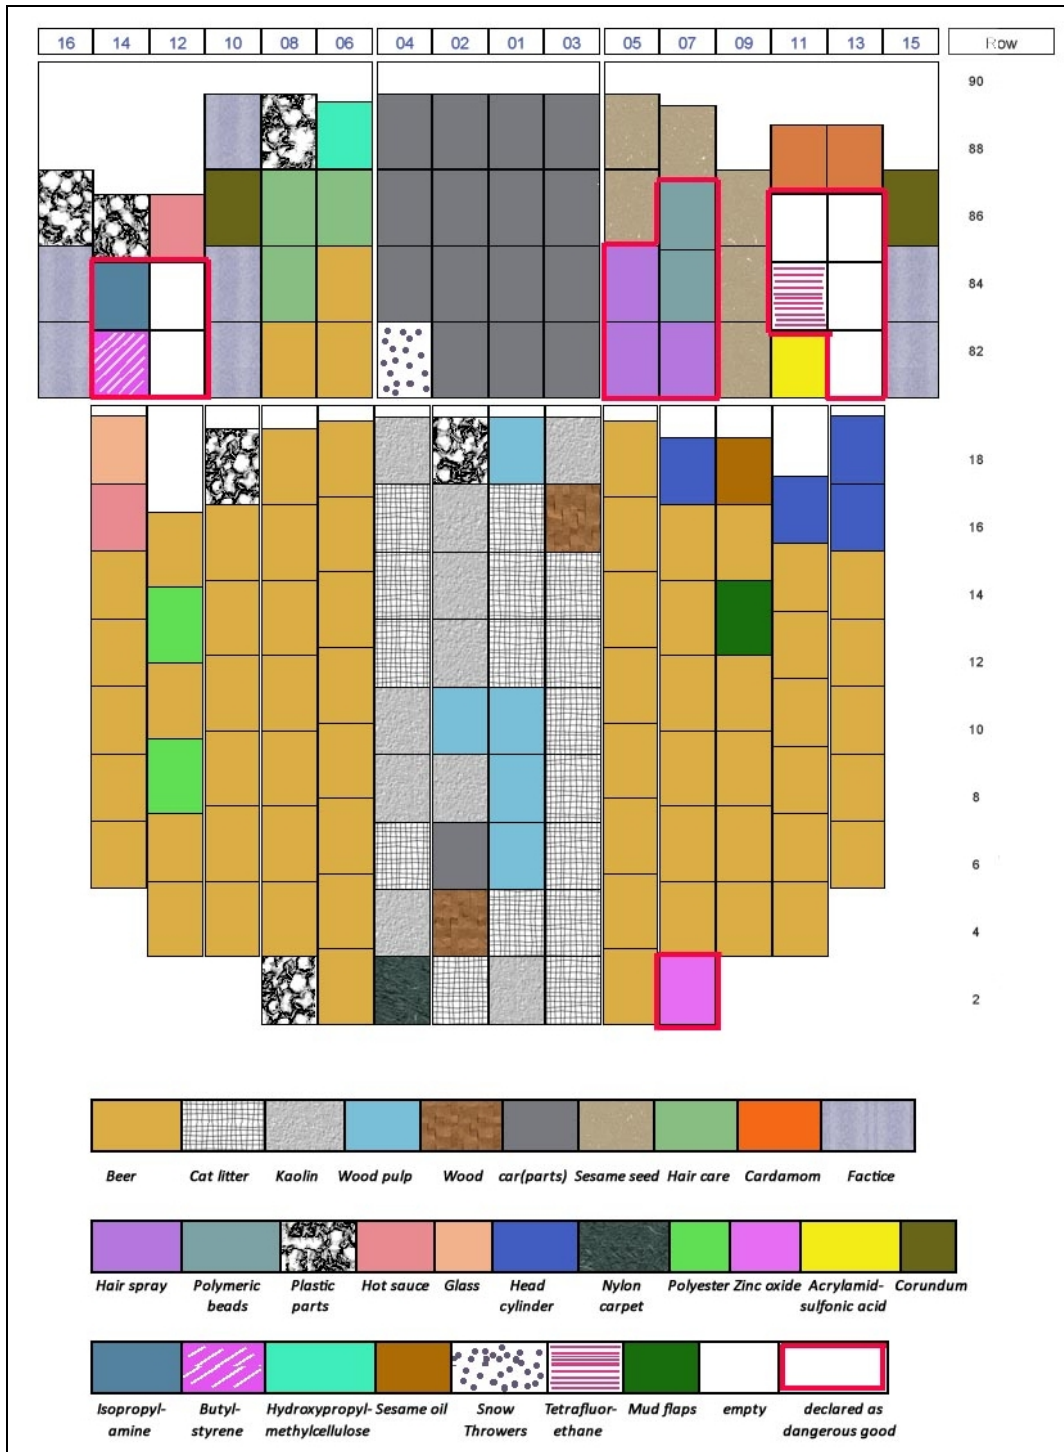 16 14 12 10 08 06 04 02 01 03 05 07 09 11 13 15 Row
90
88
86
84
82
18
16
14
12
10
8
6
4
2
Beer Cat litter Kaolin Wood pulp Wood car(parts) Sesame seed Hair care Cardamom Factice
Hair spray Polymeric Plastic Hot sauce Glass Head Nylon Polyester Zinc oxide Acrylamid- Corundum
beads parts cylinder carpet sulfonic acid
Isopropyl- Butyl- Hydroxypropyl- Sesame oil Snow Tetrafluor- Mud flaps empty declared as
amine styrene methylcellulose Throwers ethane dangerous good